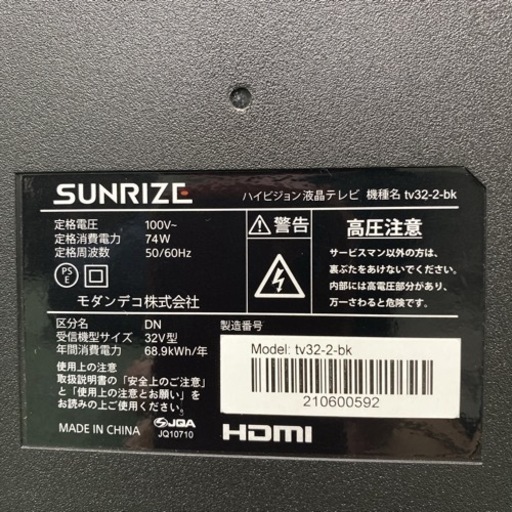 SUNRIZE
ハイビジョン液晶テレビ 機種名 tv32-2-bk
定格電圧 100V~
定格消費電力 74W
定格周波数 50/60Hz
PS
E
モダンデコ株式会社
警告
高圧注意
サービスマン以外の方は、
裏ぶたをあけないでください。
内部には高電圧部分があり、
万一さわると危険です。
区分名 DN
受信機型サイズ 32V型
年間消費電力 68.9kWh/年
使用上の注意
取扱説明書の「安全上のご注意」
と「使用上の注意とお願い」を
お読みの上ご使用ください。
MADE IN CHINA
JQA
JQ10710
HDMI
製造番号
Model: tv32-2-bk
210600592